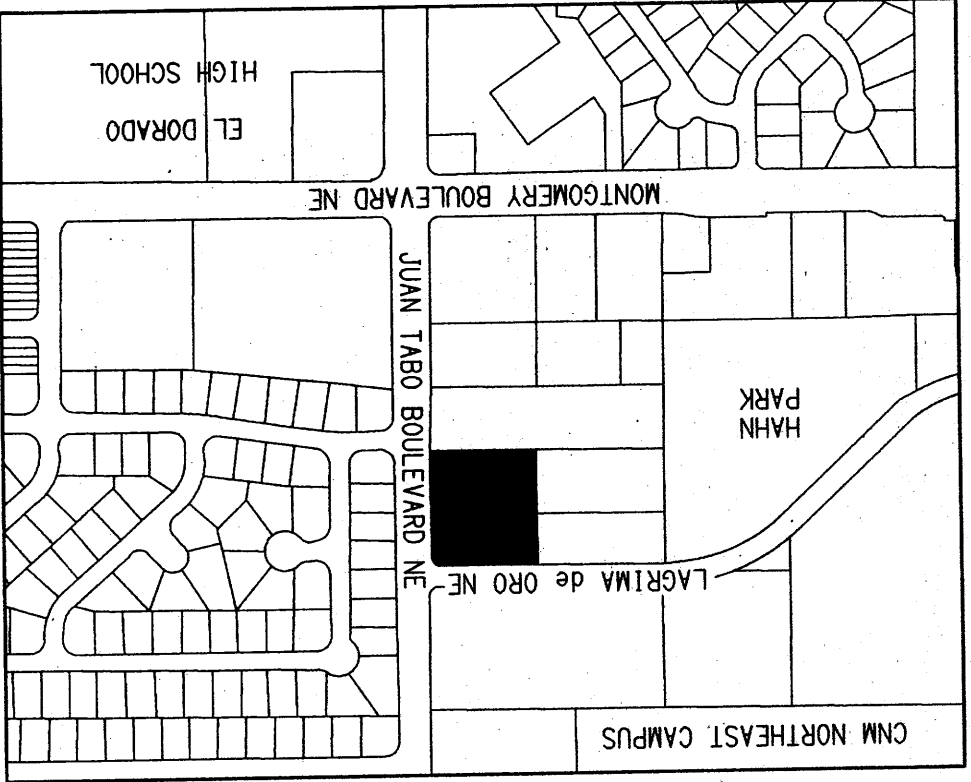 CNM NORTHEAST CAMPUS
LAGRIMA de ORO NE
HAHN
PARK
JUAN TABO BOULEVARD NE
MONTGOMERY BOULEVARD NE
EL DORADO
HIGH SCHOOL